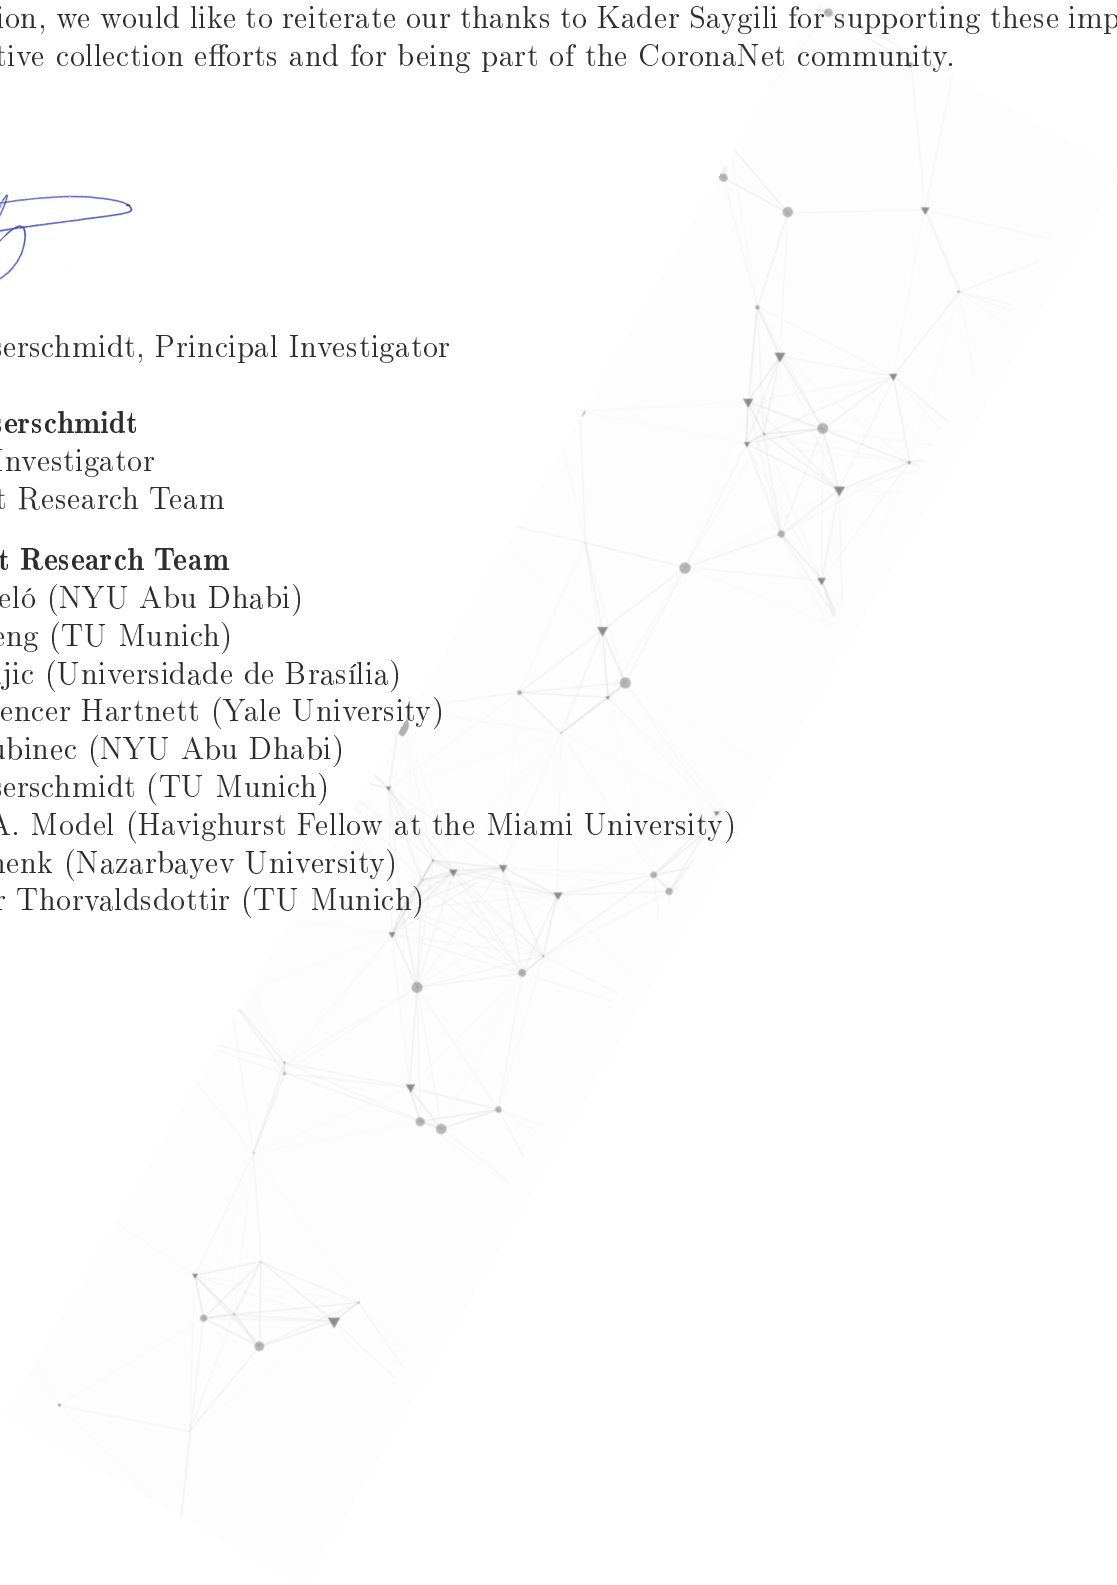 ion, we would like to reiterate our thanks to Kader Saygili for supporting these imp
tive collection efforts and for being part of the CoronaNet community.
serschmidt, Principal Investigator
serschmidt
Investigator
t Research Team
t Research Team
eló (NYU Abu Dhabi)
eng (TU Munich)
jic (Universidade de Brasília)
encer Hartnett (Yale University)
ubinec (NYU Abu Dhabi)
serschmidt (TU Munich)
A. Model (Havighurst Fellow at the Miami University)
henk (Nazarbayev University)
r Thorvaldsdottir (TU Munich)